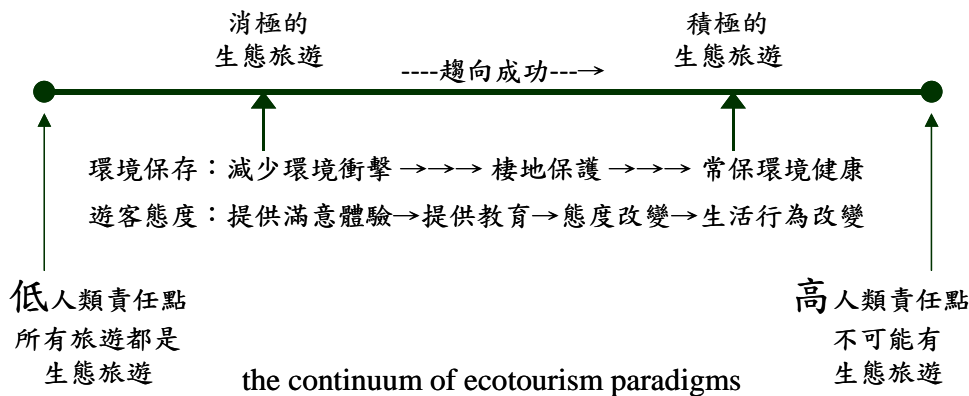 消極的
生態旅遊
積極的
生態旅遊
----趨向成功---→
環境保存：減少環境衝擊 →→→ 棲地保護 →→→ 常保環境健康
遊客態度：提供滿意體驗→提供教育→態度改變→生活行為改變
低人類責任點
所有旅遊都是
生態旅遊
高人類責任點
不可能有
生態旅遊
the continuum of ecotourism paradigms